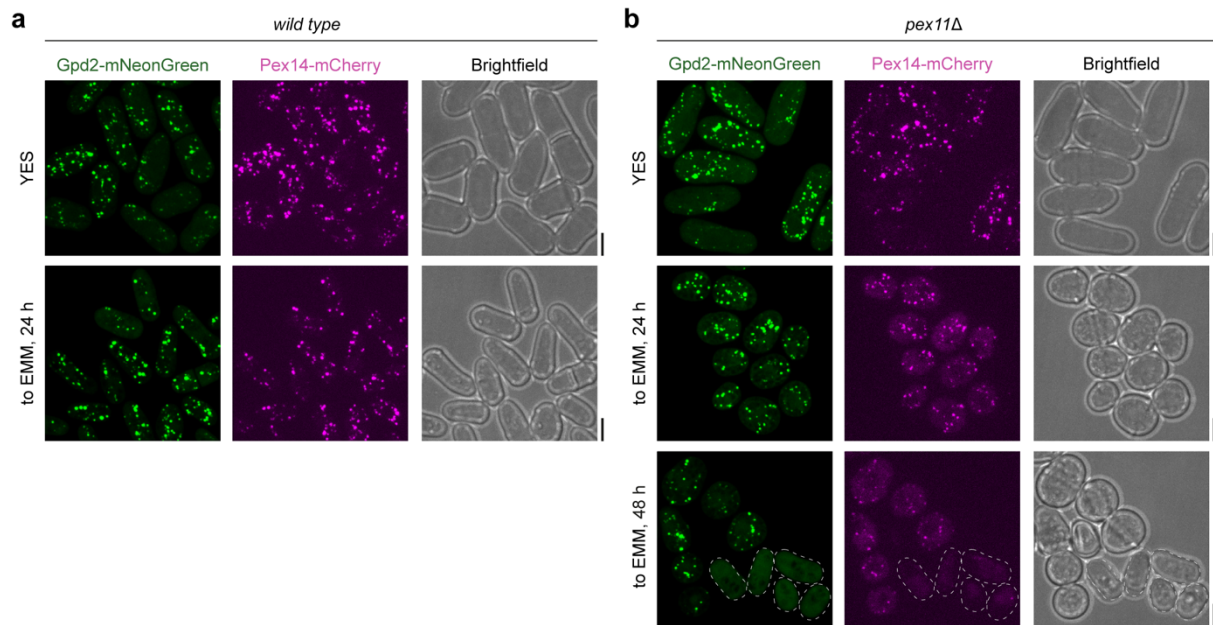 a
wild type
Gpd2-mNeonGreen Pex14-mCherry Brightfield
YES
to EMM, 24 h
b
pex11Δ
Gpd2-mNeonGreen Pex14-mCherry Brightfield
YES
to EMM, 24 h
to EMM, 48 h